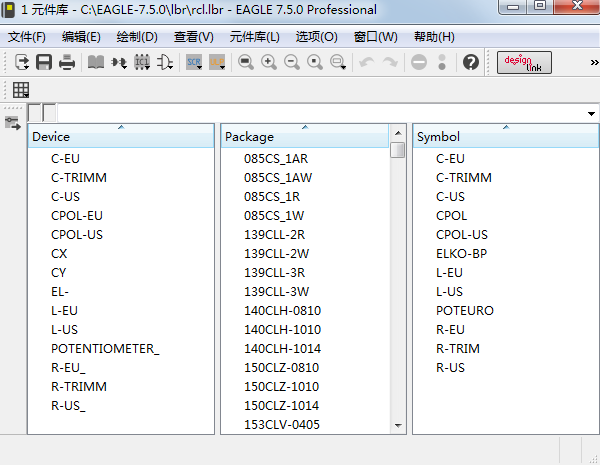 1 元件库 - C:\EAGLE-7.5.0\lbr\rcl.lbr - EAGLE 7.5.0 Professional
文件(F) 编辑(E) 绘制(D) 查看(V) 元件库(L) 选项(O) 窗口(W) 帮助(H)
SCR ULP design link »
Device
C-EU
C-TRIMM
C-US
CPOL-EU
CPOL-US
CX
CY
EL-
L-EU
L-US
POTENTIOMETER_
R-EU_
R-TRIMM
R-US_
Package
085CS_1AR
085CS_1AW
085CS_1R
085CS_1W
139CLL-2R
139CLL-2W
139CLL-3R
139CLL-3W
140CLH-0810
140CLH-1010
140CLH-1014
150CLZ-0810
150CLZ-1010
150CLZ-1014
153CLV-0405
Symbol
C-EU
C-TRIMM
C-US
CPOL
CPOL-US
ELKO-BP
L-EU
L-US
POTEURO
R-EU
R-TRIM
R-US